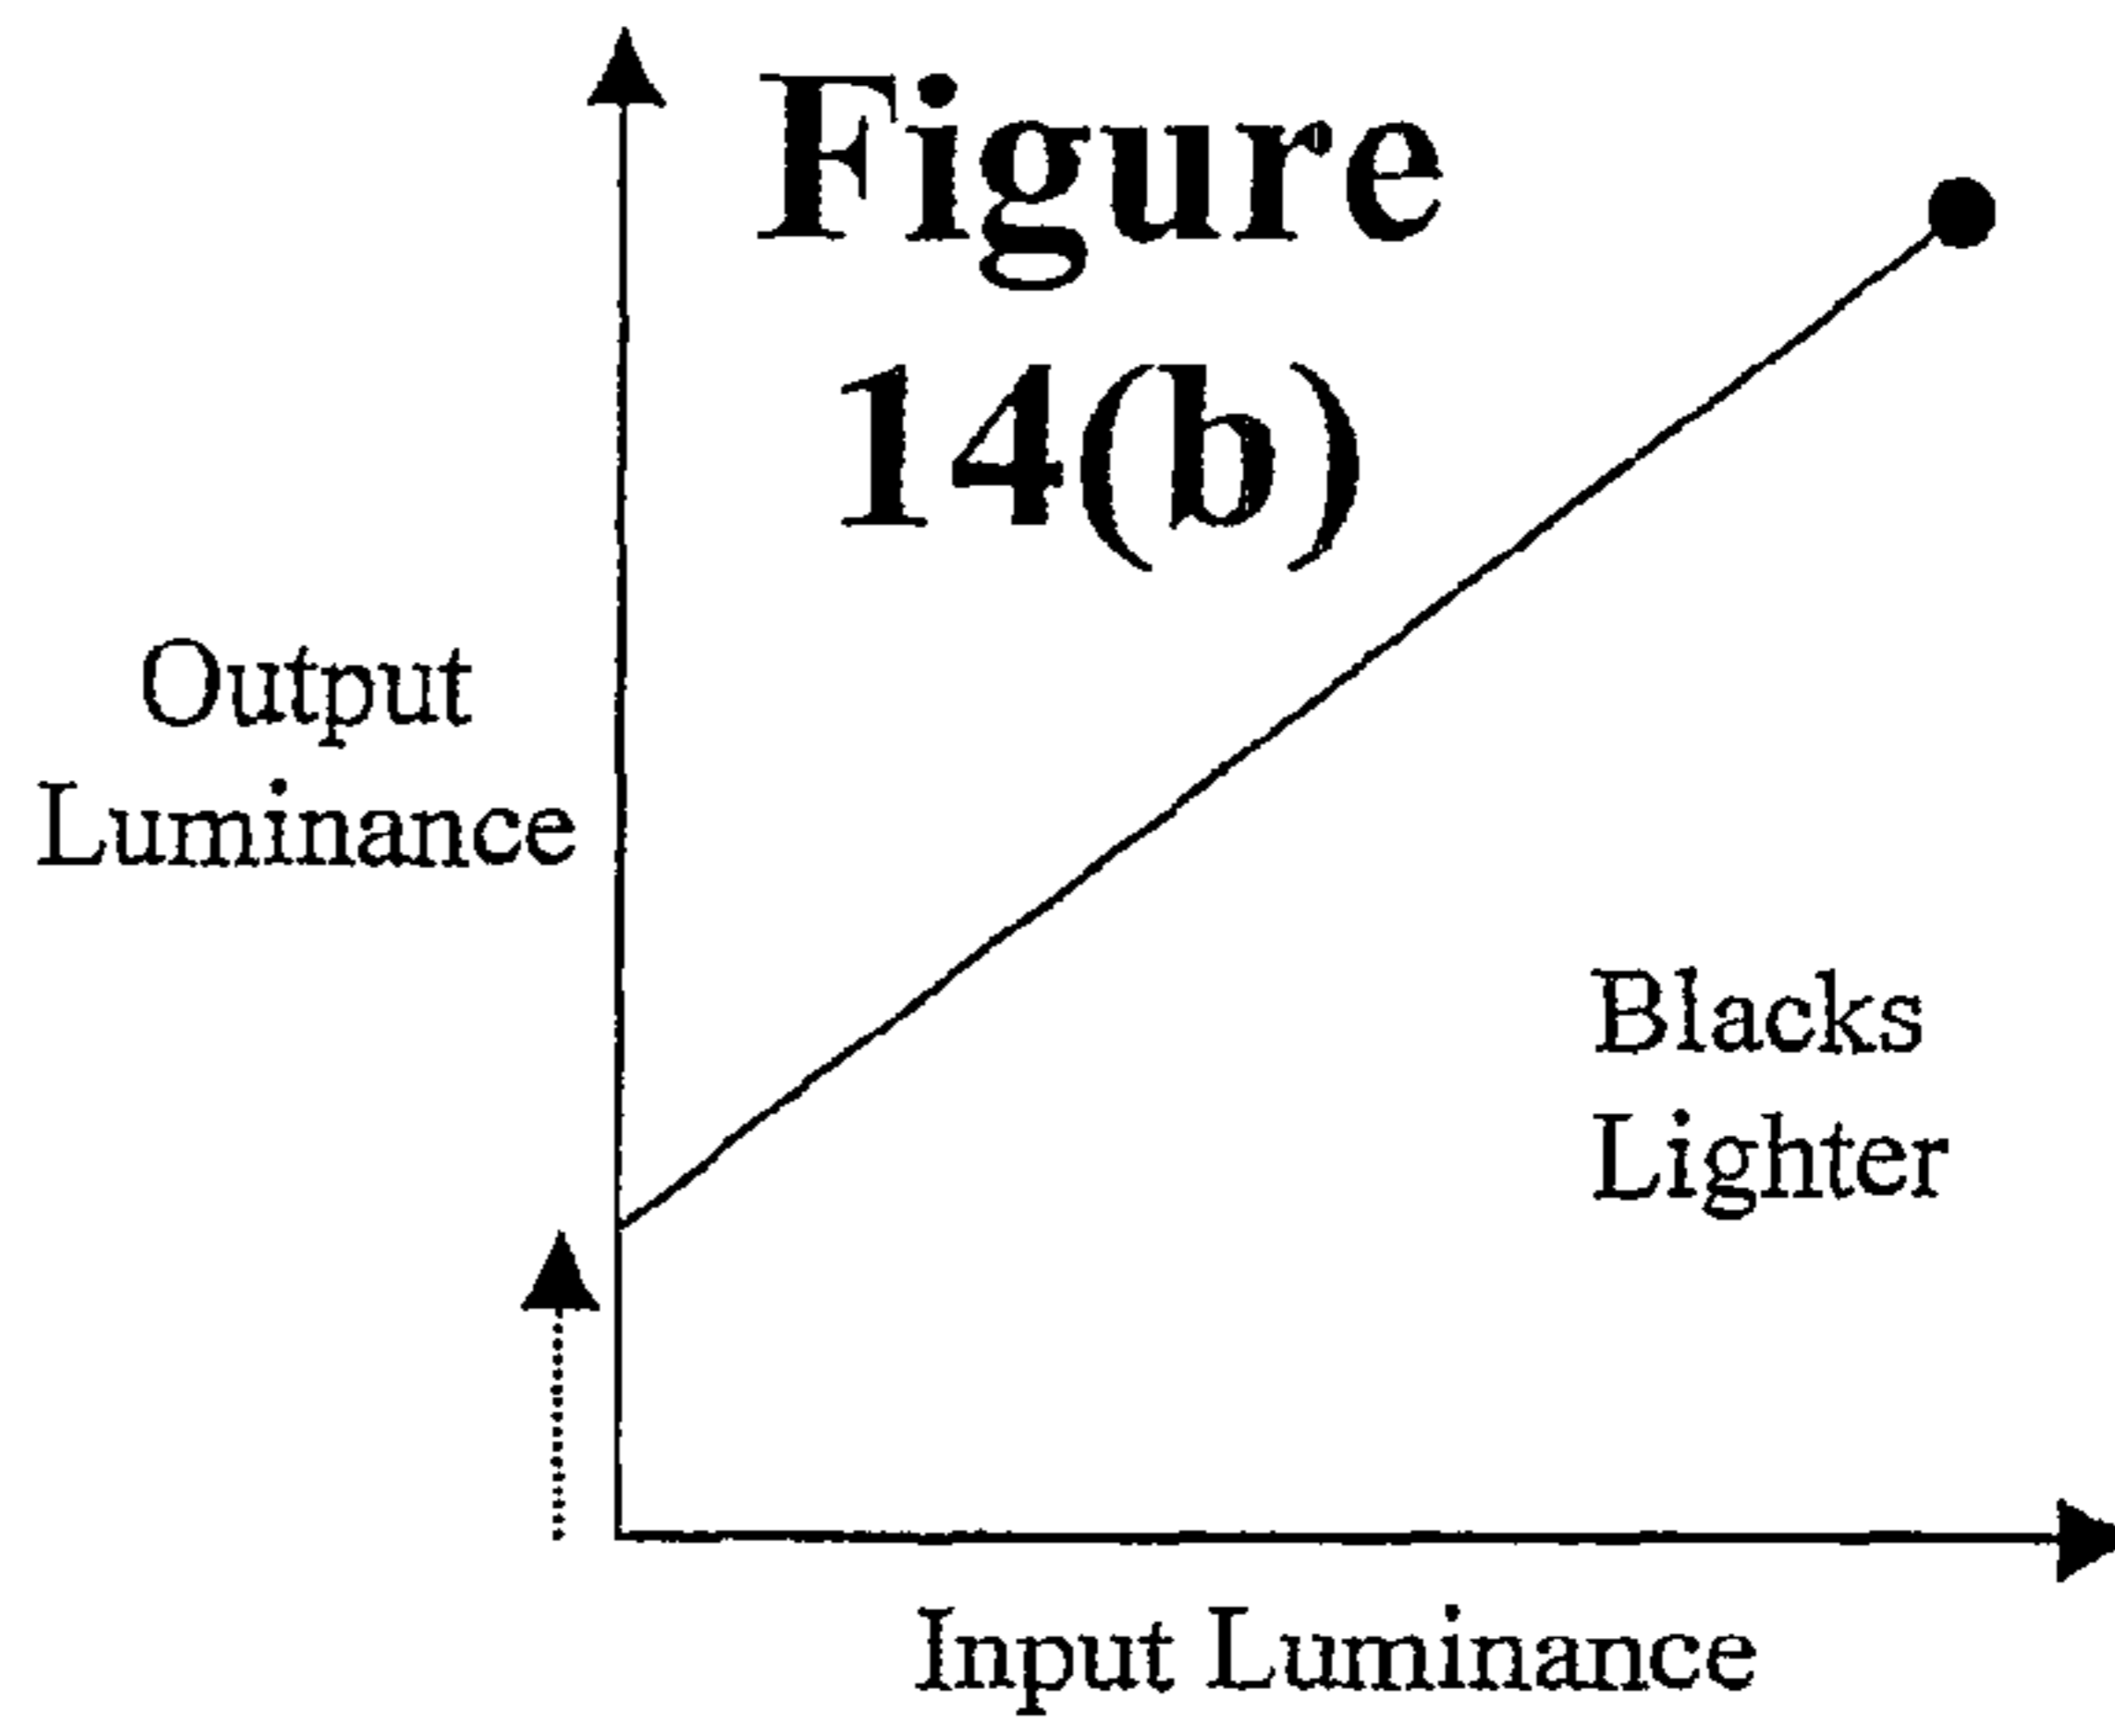 Figure
14(b)
Output
Luminance
Blacks
Lighter
Input Luminance